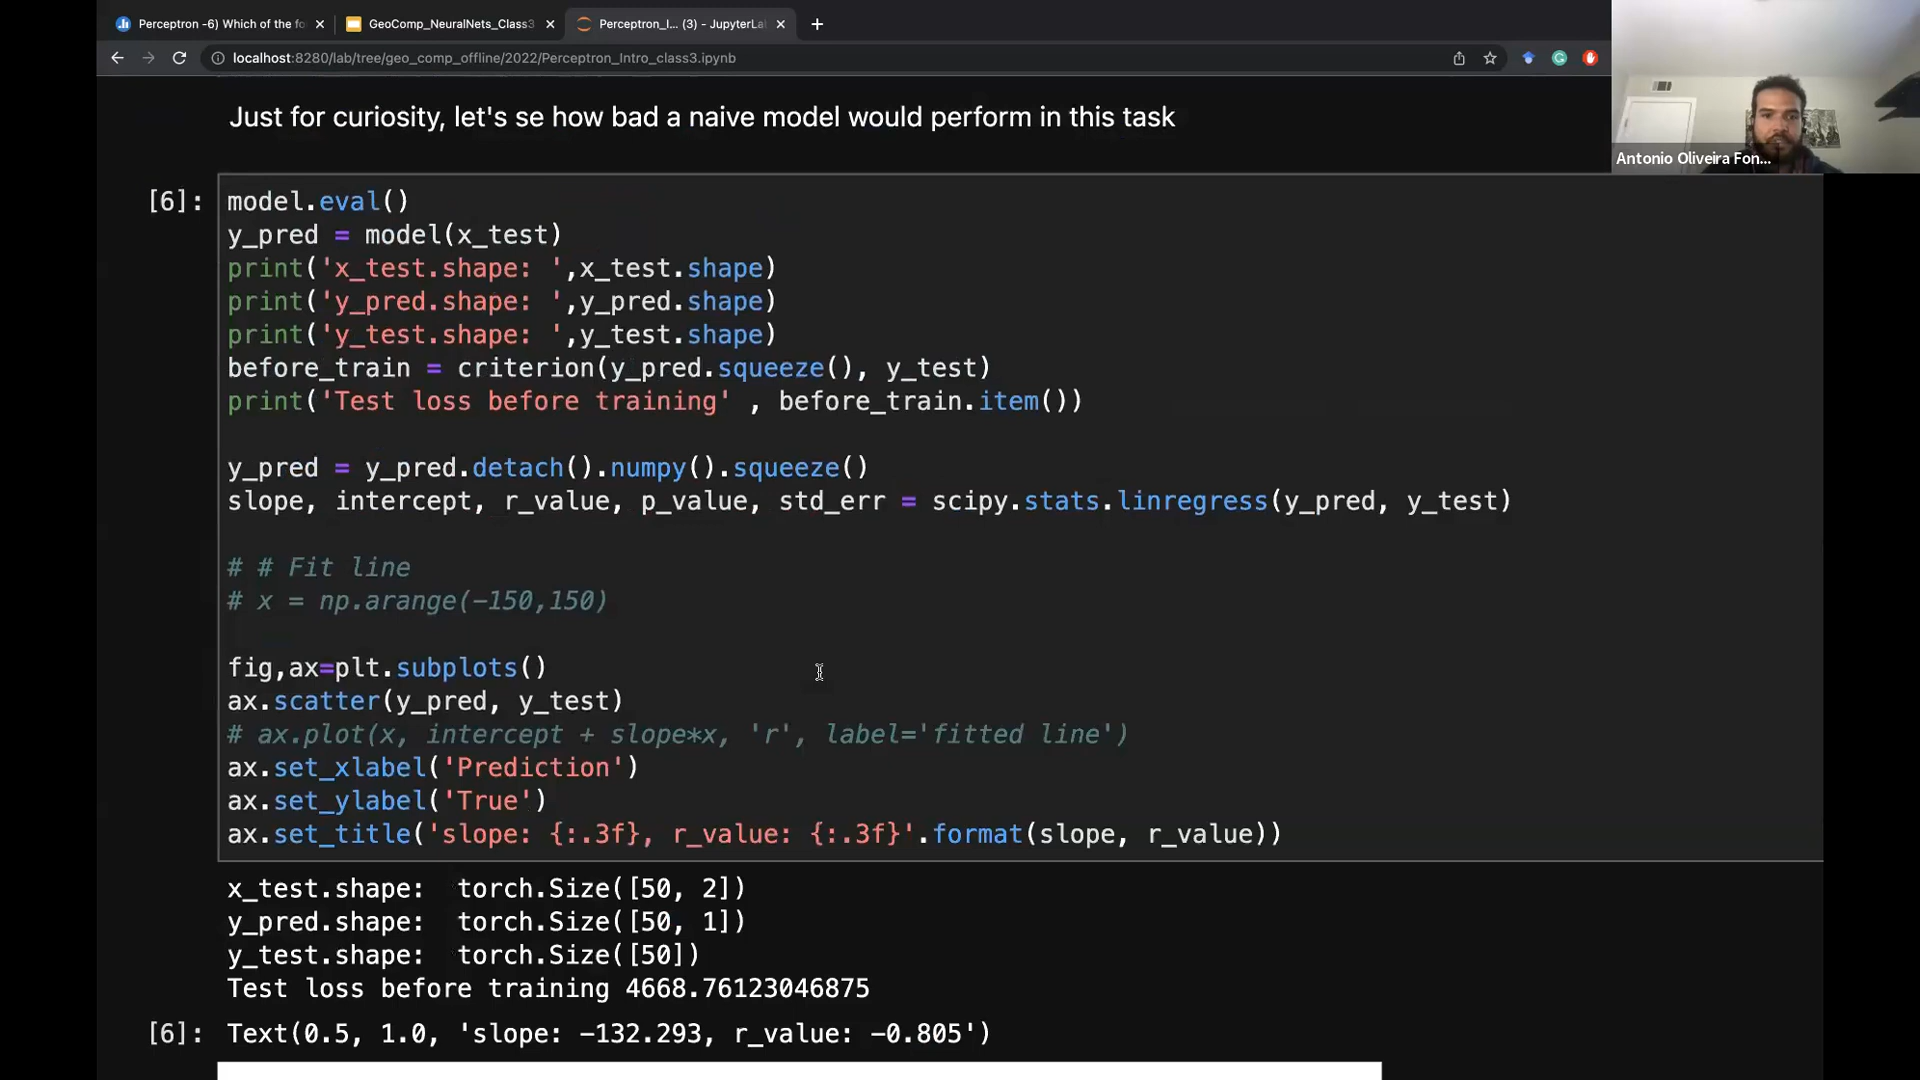 Perceptron -6) Which of the fo
GeoComp_NeuralNets_Class3
Perceptron_I... (3) - JupyterLa
localhost:8280/lab/tree/geo_comp_offline/2022/Perceptron_Intro_class3.ipynb
Antonio Oliveira Fon...
Just for curiosity, let's se how bad a naive model would perform in this task
[6]:
model.eval()
y_pred = model(x_test)
print('x_test.shape: ',x_test.shape)
print('y_pred.shape: ',y_pred.shape)
print('y_test.shape: ',y_test.shape)
before_train = criterion(y_pred.squeeze(), y_test)
print('Test loss before training' , before_train.item())
y_pred = y_pred.detach().numpy().squeeze()
slope, intercept, r_value, p_value, std_err = scipy.stats.linregress(y_pred, y_test)
# # Fit line
# x = np.arange(-150,150)
fig,ax=plt.subplots()
ax.scatter(y_pred, y_test)
# ax.plot(x, intercept + slope*x, 'r', label='fitted line')
ax.set_xlabel('Prediction')
ax.set_ylabel('True')
ax.set_title('slope: {:.3f}, r_value: {:.3f}'.format(slope, r_value))
x_test.shape:  torch.Size([50, 2])
y_pred.shape:  torch.Size([50, 1])
y_test.shape:  torch.Size([50])
Test loss before training 4668.76123046875
[6]: Text(0.5, 1.0, 'slope: -132.293, r_value: -0.805')